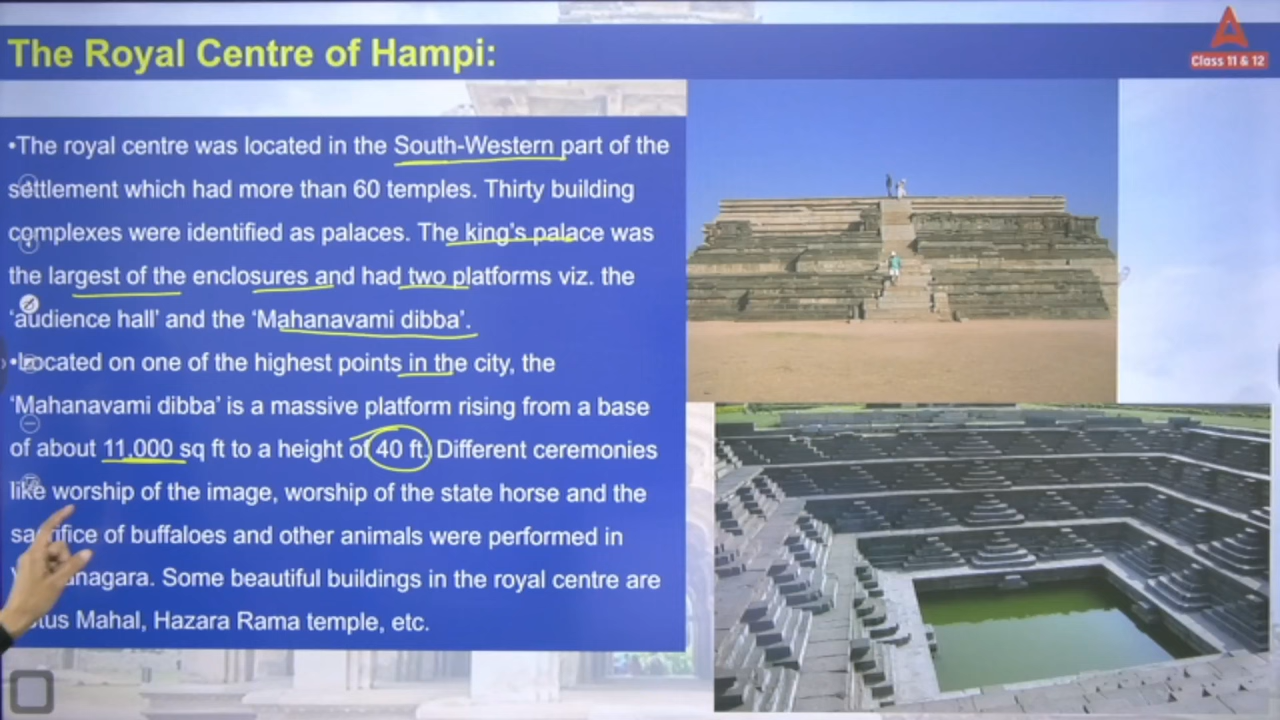 The Royal Centre of Hampi:
Class 11 & 12
•The royal centre was located in the South-Western part of the
settlement which had more than 60 temples. Thirty building
complexes were identified as palaces. The king's palace was
the largest of the enclosures and had two platforms viz. the
'audience hall' and the 'Mahanavami dibba'.
•Located on one of the highest points in the city, the
'Mahanavami dibba' is a massive platform rising from a base
of about 11,000 sq ft to a height of 40 ft. Different ceremonies
like worship of the image, worship of the state horse and the
sacrifice of buffaloes and other animals were performed in
Some beautiful buildings in the royal centre are
Mahal, Hazara Rama temple, etc.